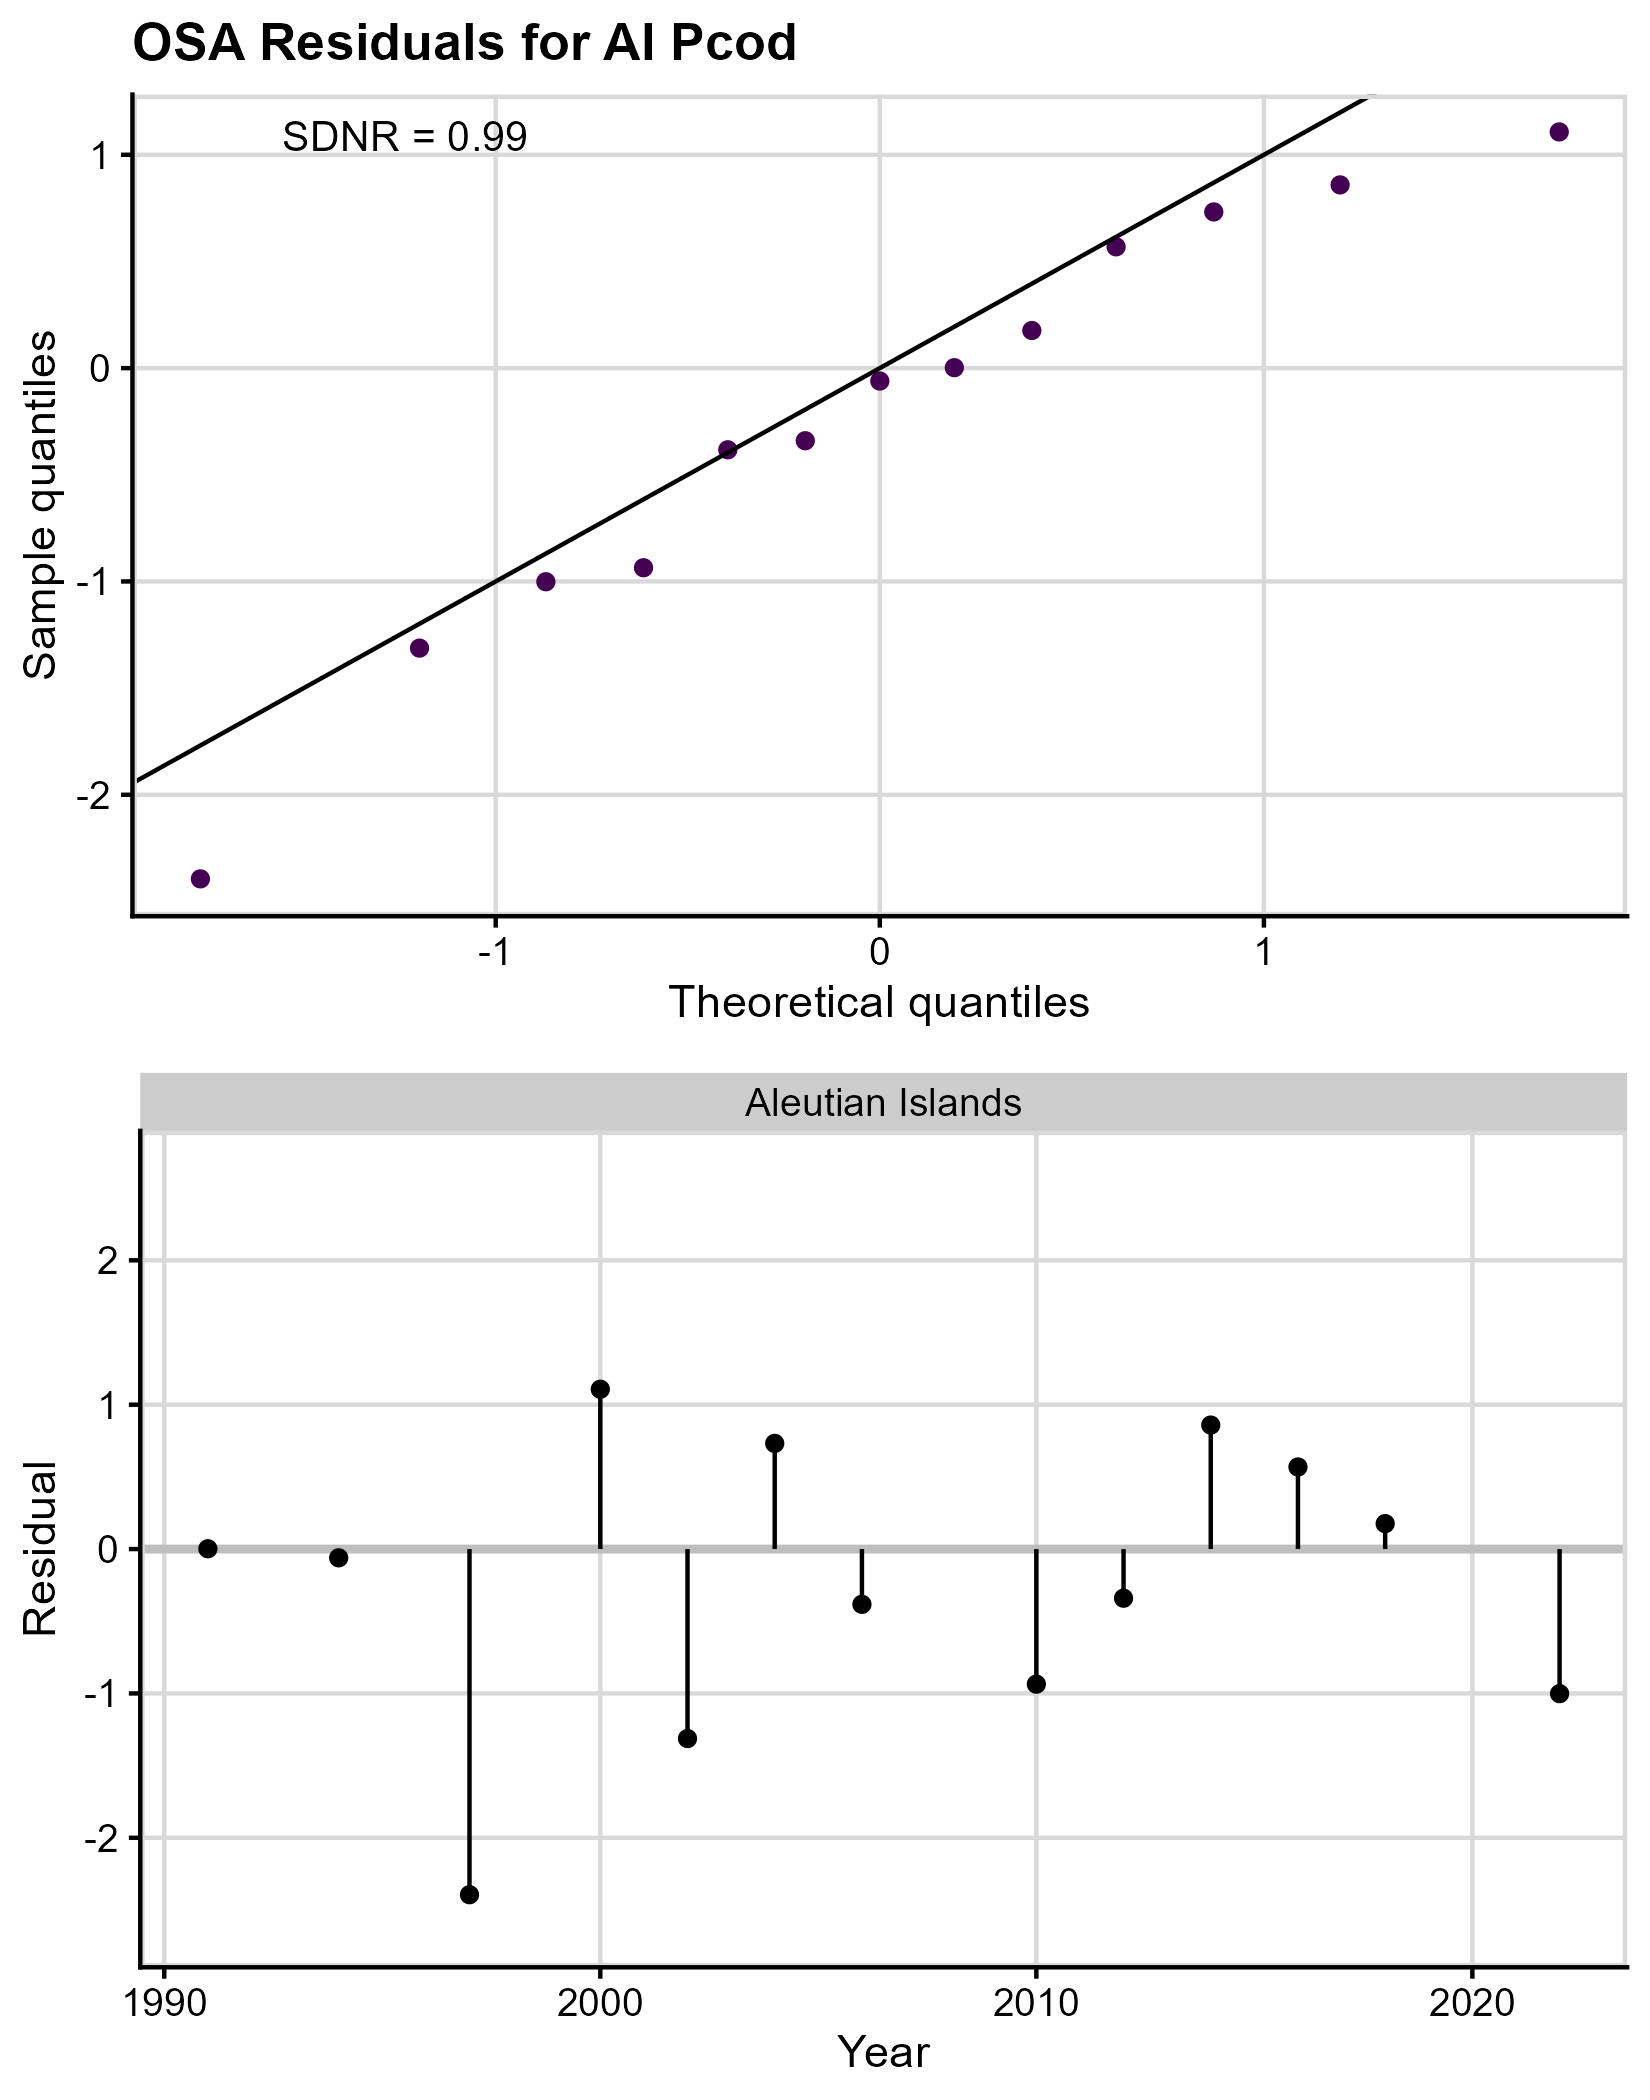 OSA Residuals for AI Pcod
SDNR = 0.99
1
0
-1
-2
Sample quantiles
-1 0 1
Theoretical quantiles
Aleutian Islands
2
1
0
-1
-2
Residual
1990 2000 2010 2020
Year